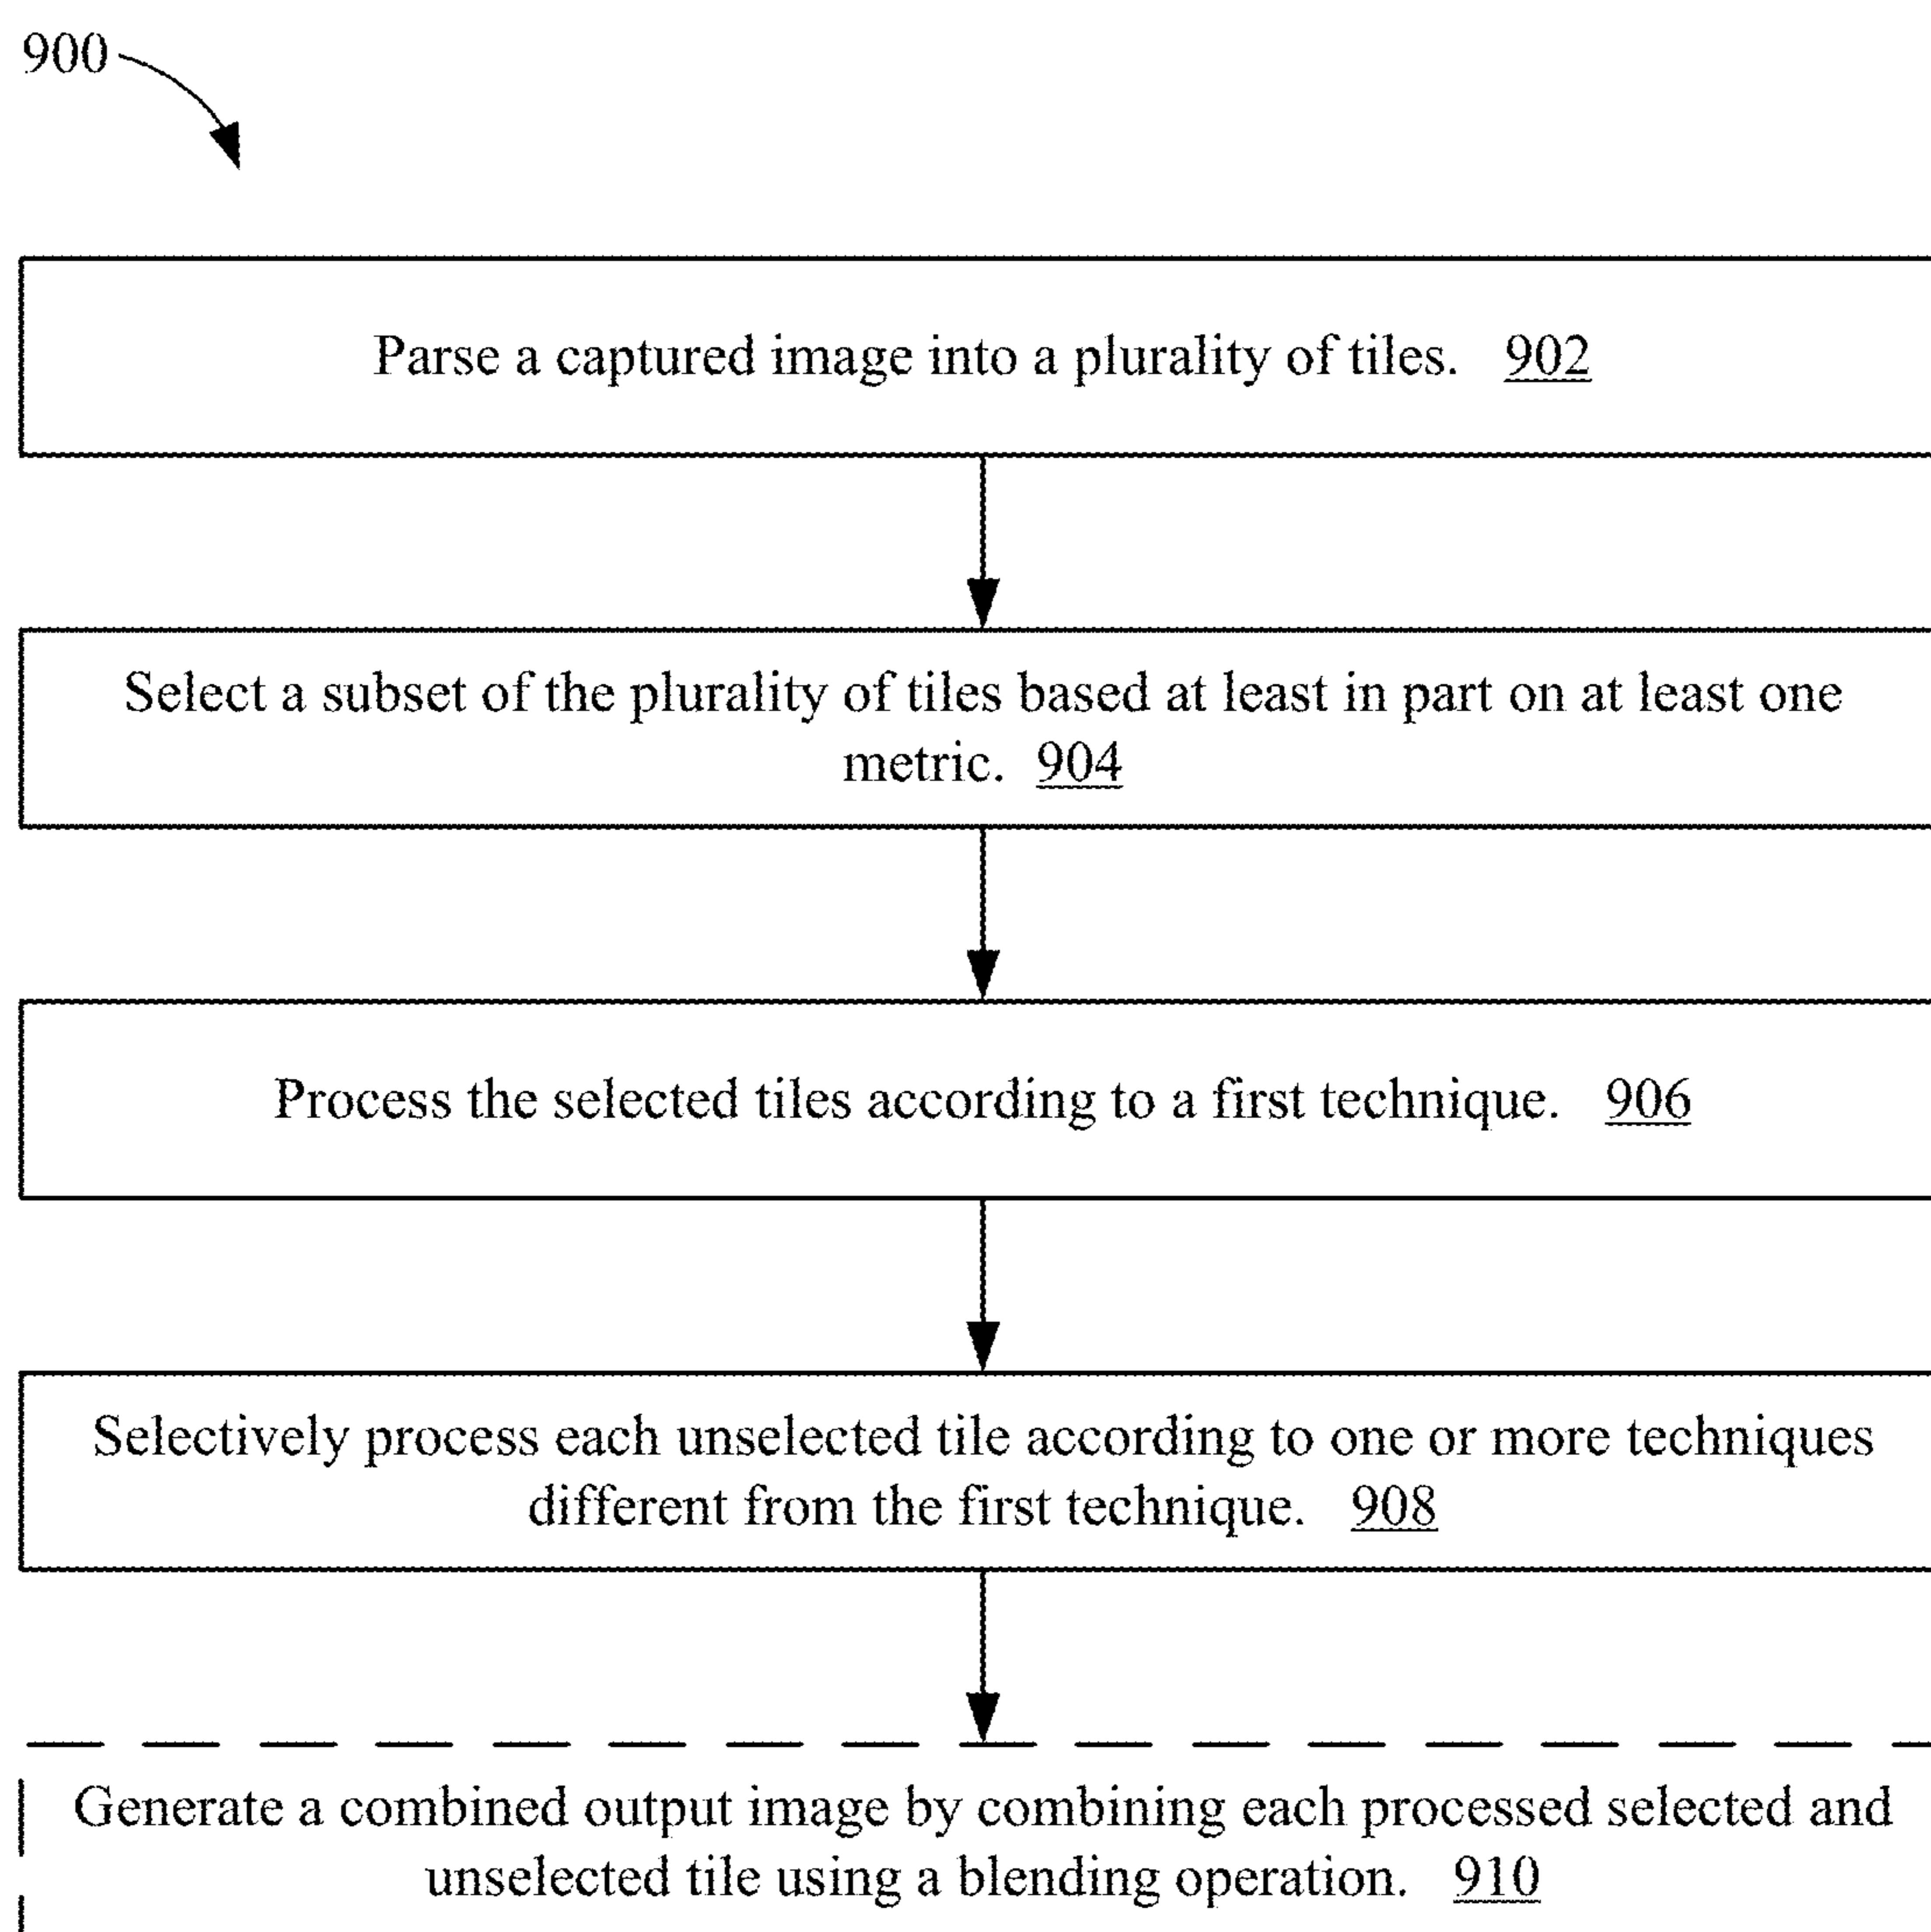 900
Parse a captured image into a plurality of tiles. 902
Select a subset of the plurality of tiles based at least in part on at least one
metric. 904
Process the selected tiles according to a first technique. 906
Selectively process each unselected tile according to one or more techniques
different from the first technique. 908
Generate a combined output image by combining each processed selected and
unselected tile using a blending operation. 910